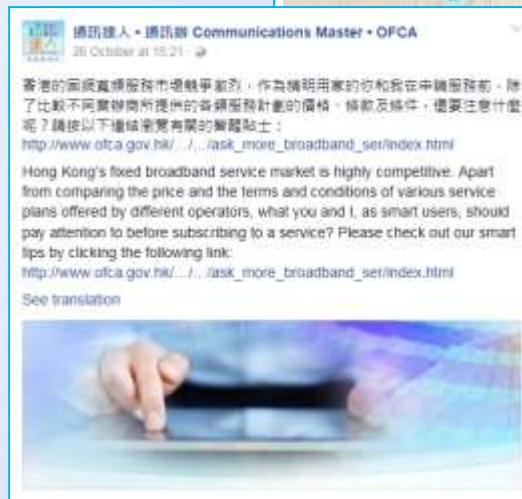 通訊達人 • 通訊辦 Communications Master • OFCA
26 October at 15:21 ·
香港的固網寬頻服務市場競爭激烈，作為精明用家的你和我在申請服務前，除
了比較不同營辦商所提供的各類服務計劃的價格、條款及條件，還要注意什麼
呢？請按以下連結瀏覽有關的醒目貼士：
http://www.ofca.gov.hk/.../.../ask_more_broadband_ser/index.html
Hong Kong's fixed broadband service market is highly competitive. Apart
from comparing the price and the terms and conditions of various service
plans offered by different operators, what you and I, as smart users, should
pay attention to before subscribing to a service? Please check out our smart
tips by clicking the following link:
http://www.ofca.gov.hk/.../.../ask_more_broadband_ser/index.html
See translation